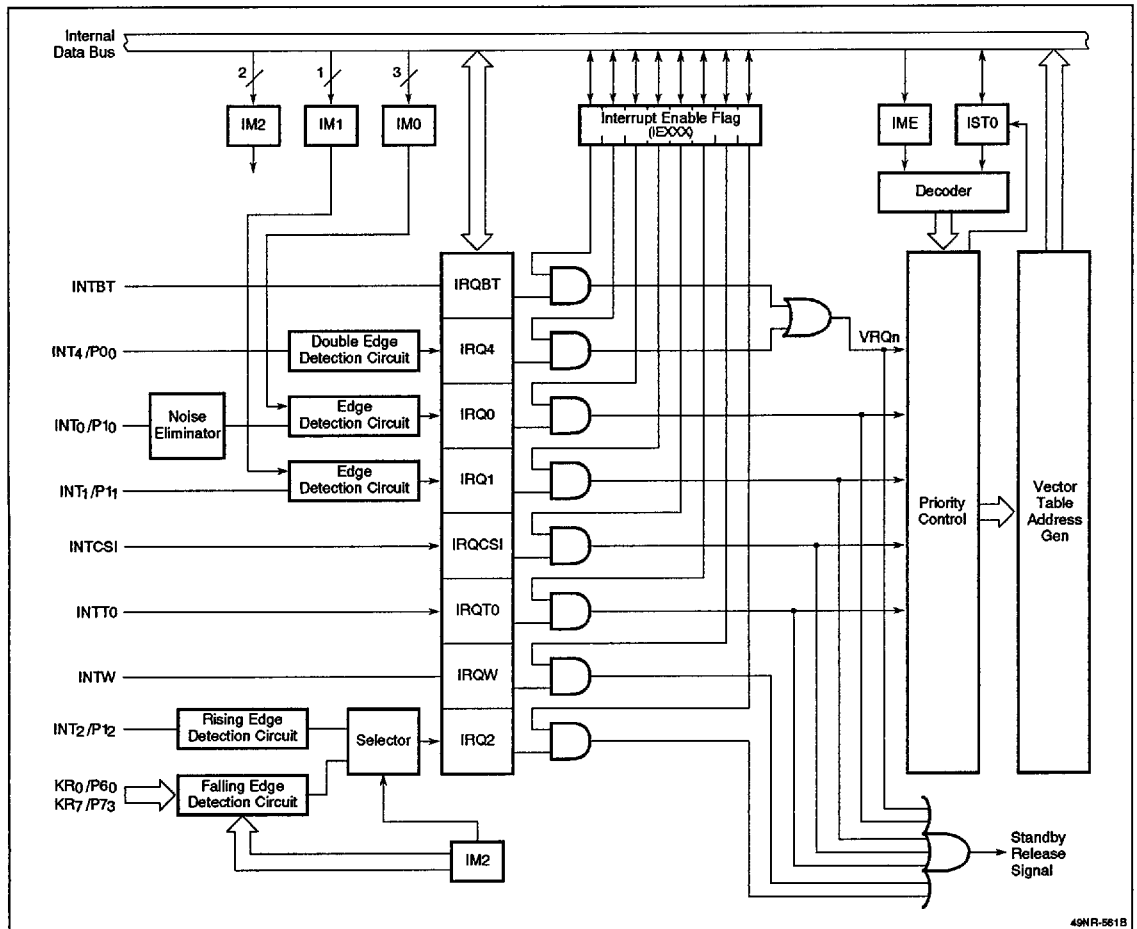 Internal
Data Bus
2
1
3
IM2
IM1
IM0
Interrupt Enable Flag
(IEXXX)
IME
IST0
Decoder
INTBT
IRQBT
INT4/P00
Double Edge
Detection Circuit
IRQ4
VRQn
INT0/P10
Noise
Eliminator
Edge
Detection Circuit
IRQ0
INT1/P11
Edge
Detection Circuit
IRQ1
Priority
Control
Vector
Table
Address
Gen
INTCSI
IRQCSI
INTT0
IRQT0
INTW
IRQW
INT2/P12
Rising Edge
Detection Circuit
Selector
IRQ2
KR0/P60
KR7/P73
Falling Edge
Detection Circuit
IM2
Standby
Release
Signal
49NR-561B